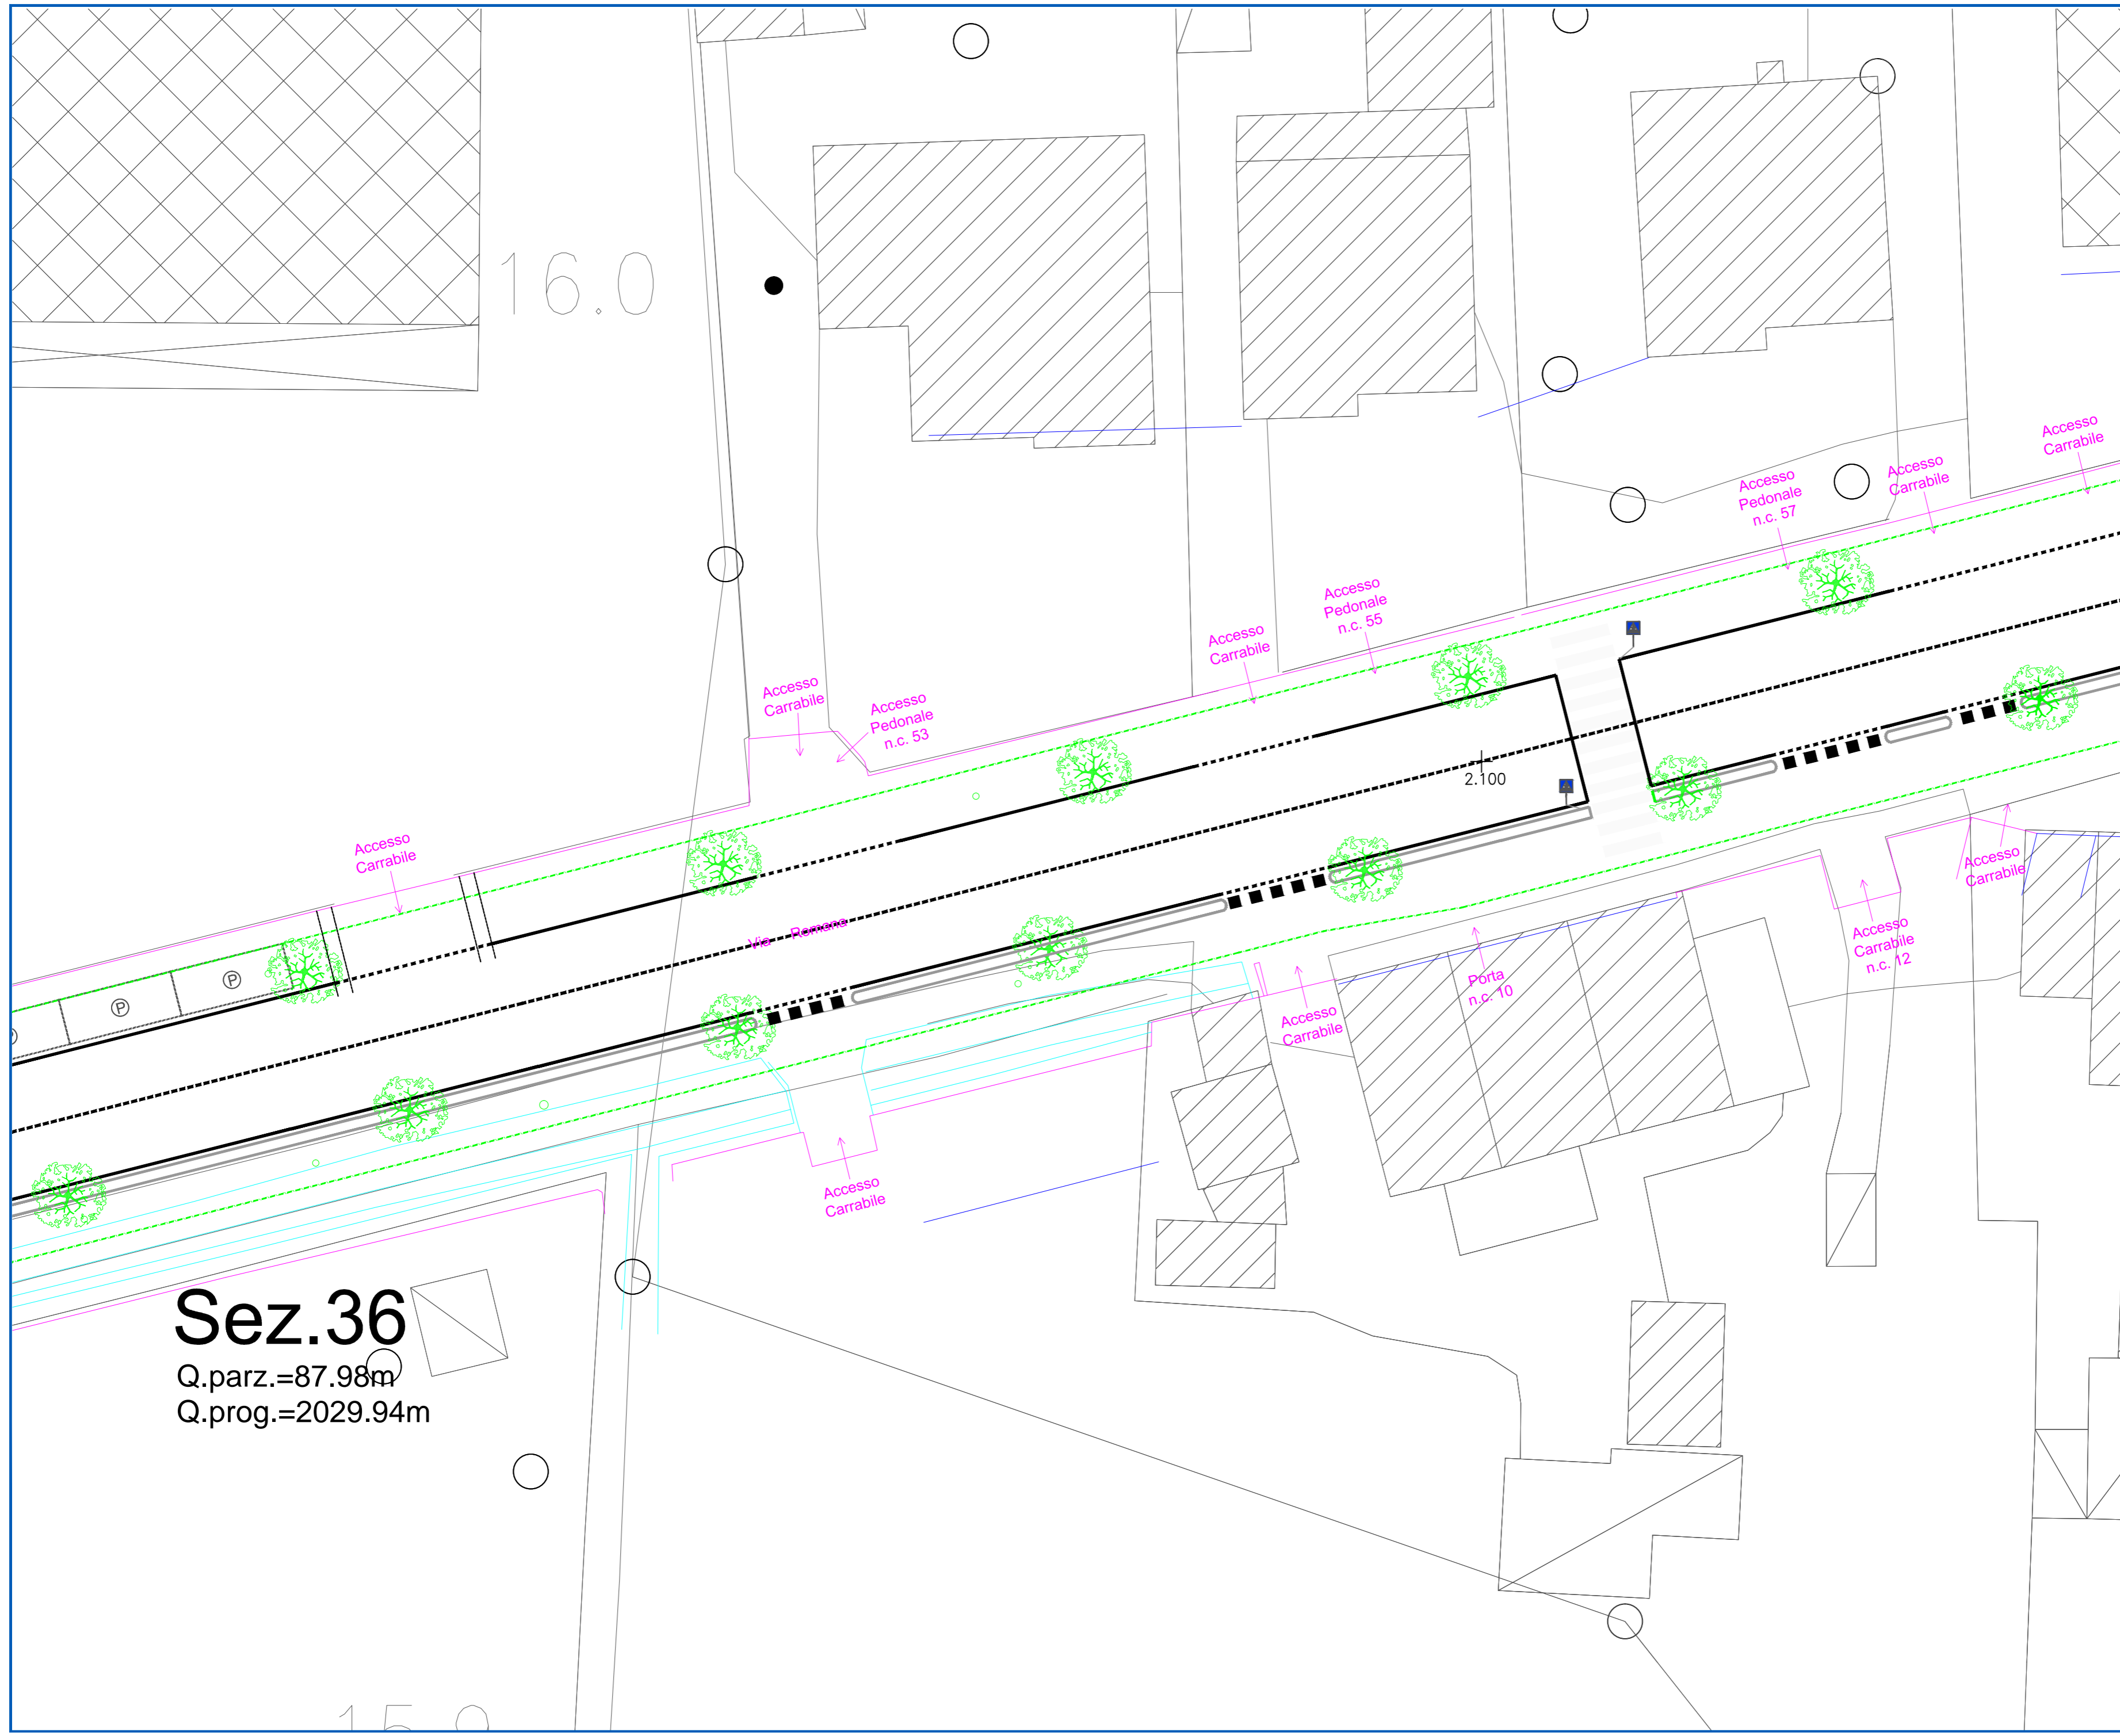 16.0
Accesso
Carrabile
Accesso
Carrabile
Accesso
Pedonale
n.c. 57
Accesso
Pedonale
n.c. 55
Accesso
Carrabile
Accesso
Carrabile
Accesso
Pedonale
n.c. 53
2.100
Accesso
Carrabile
Via Romana
Accesso
Carrabile
Accesso
Carrabile
n.c. 12
Porta
n.c. 10
Accesso
Carrabile
P
P
Accesso
Carrabile
Sez.36
Q.parz.=87.98m
Q.prog.=2029.94m